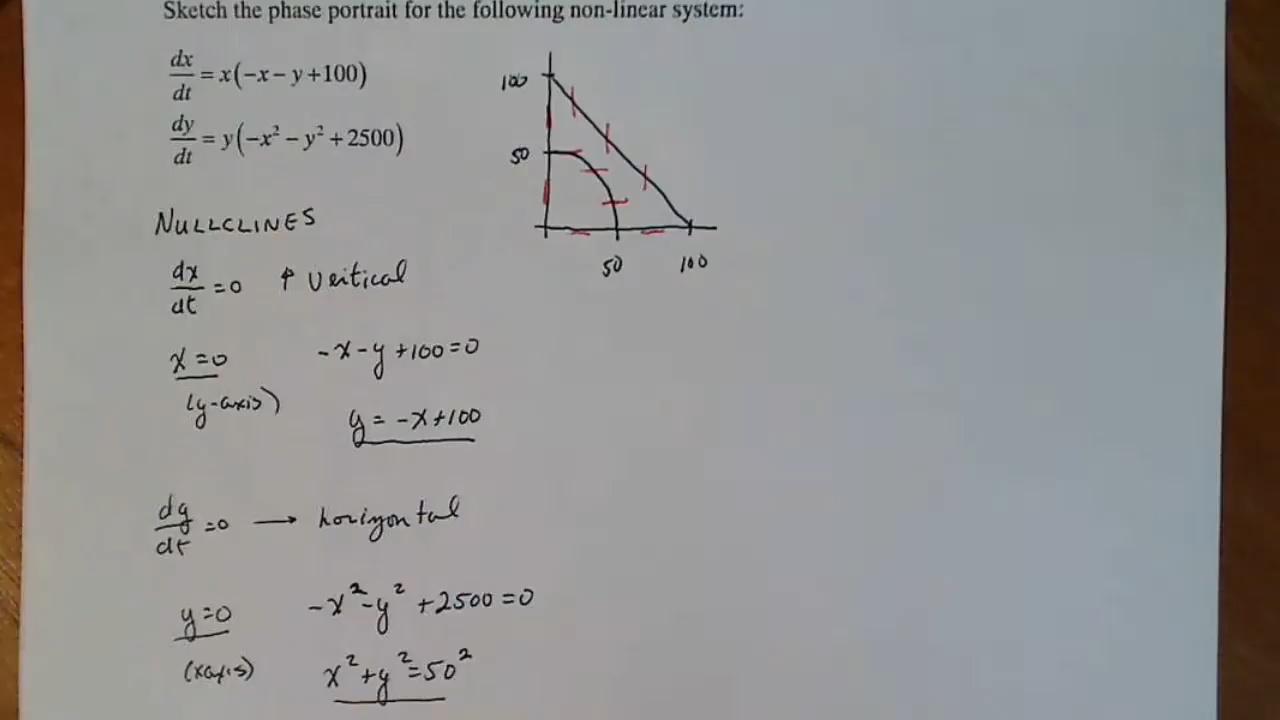 Sketch the phase portrait for the following non-linear system:
dx/dt = x(-x - y + 100)
dy/dt = y(-x² - y² + 2500)
100
50
50 100
NULLCLINES
dx/dt = 0 ↑ vertical
x = 0 -x - y + 100 = 0
(y-axis) y = -x + 100
dy/dt = 0 → horizontal
y = 0 -x² - y² + 2500 = 0
(x axis) x² + y² = 50²